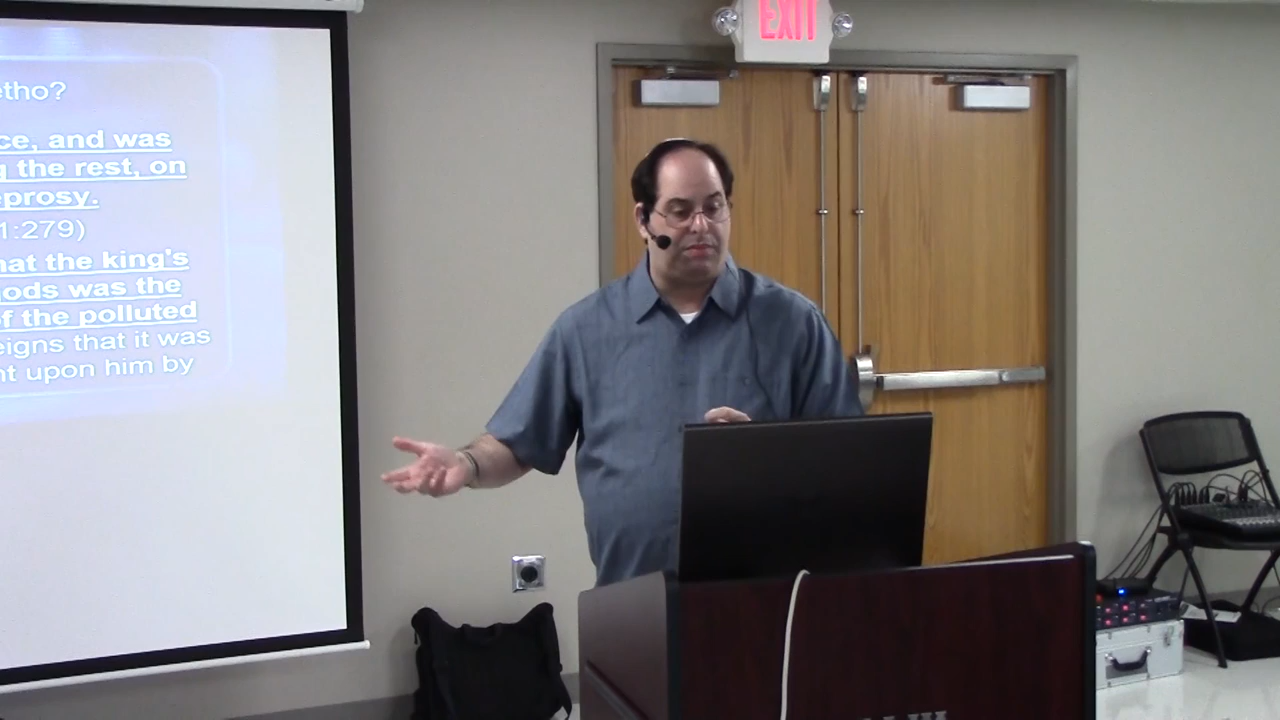 EXIT
etho?
ce, and was
g the rest, on
eprosy.
1:279)
hat the king's
ods was the
f the polluted
eigns that it was
nt upon him by